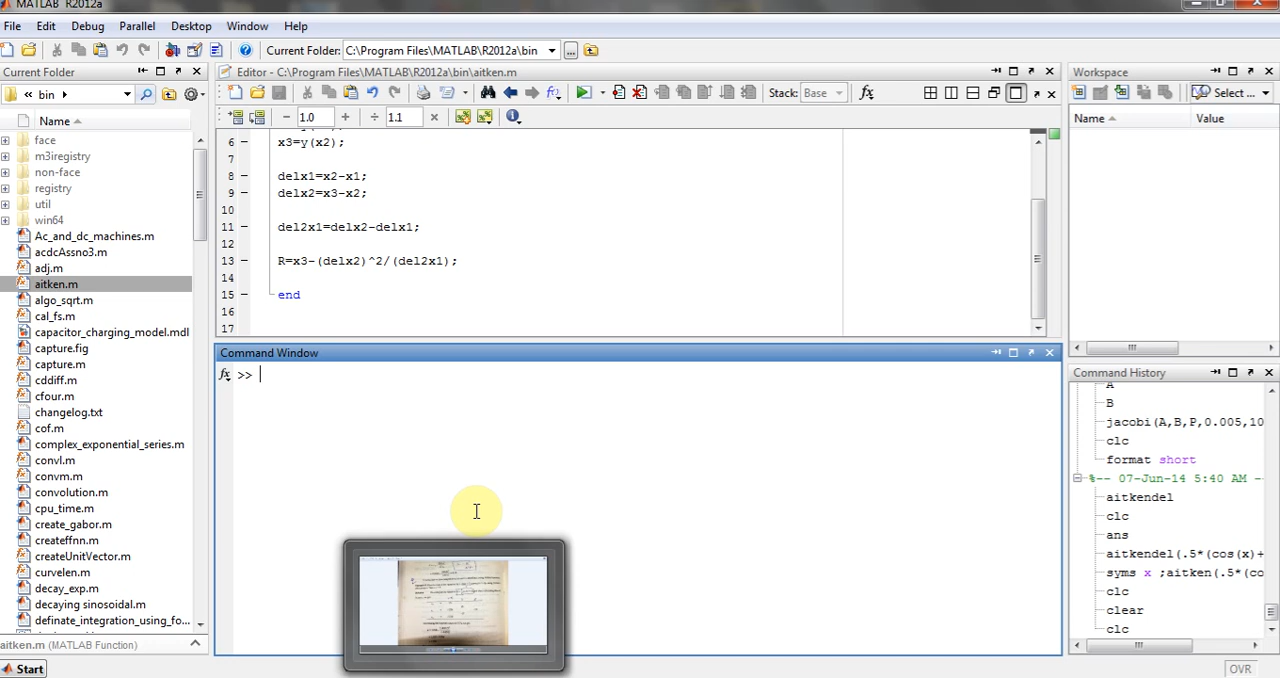 MATLAB R2012a
File Edit Debug Parallel Desktop Window Help
Current Folder: C:\Program Files\MATLAB\R2012a\bin
Current Folder
« bin
Name
face
m3iregistry
non-face
registry
util
win64
Ac_and_dc_machines.m
acdcAssno3.m
adj.m
aitken.m
algo_sqrt.m
cal_fs.m
capacitor_charging_model.mdl
capture.fig
capture.m
cddiff.m
cfour.m
changelog.txt
cof.m
complex_exponential_series.m
convl.m
convm.m
convolution.m
cpu_time.m
create_gabor.m
createffnn.m
createUnitVector.m
curvelen.m
decay_exp.m
decaying sinosoidal.m
definate_integration_using_fo...
aitken.m (MATLAB Function)
Start
Editor - C:\Program Files\MATLAB\R2012a\bin\aitken.m
Stack: Base
fx
− 1.0 + ÷ 1.1 ×
6 – x3=y(x2);
7
8 – delx1=x2-x1;
9 – delx2=x3-x2;
10
11 – del2x1=delx2-delx1;
12
13 – R=x3-(delx2)^2/(del2x1);
14
15 – end
16
17
Command Window
fx >>
Workspace
Select ...
Name Value
Command History
A
B
jacobi(A,B,P,0.005,10
clc
format short
%-- 07-Jun-14 5:40 AM --
aitkendel
clc
ans
aitkendel(.5*(cos(x)+
syms x ;aitken(.5*(co
clc
clear
clc
OVR